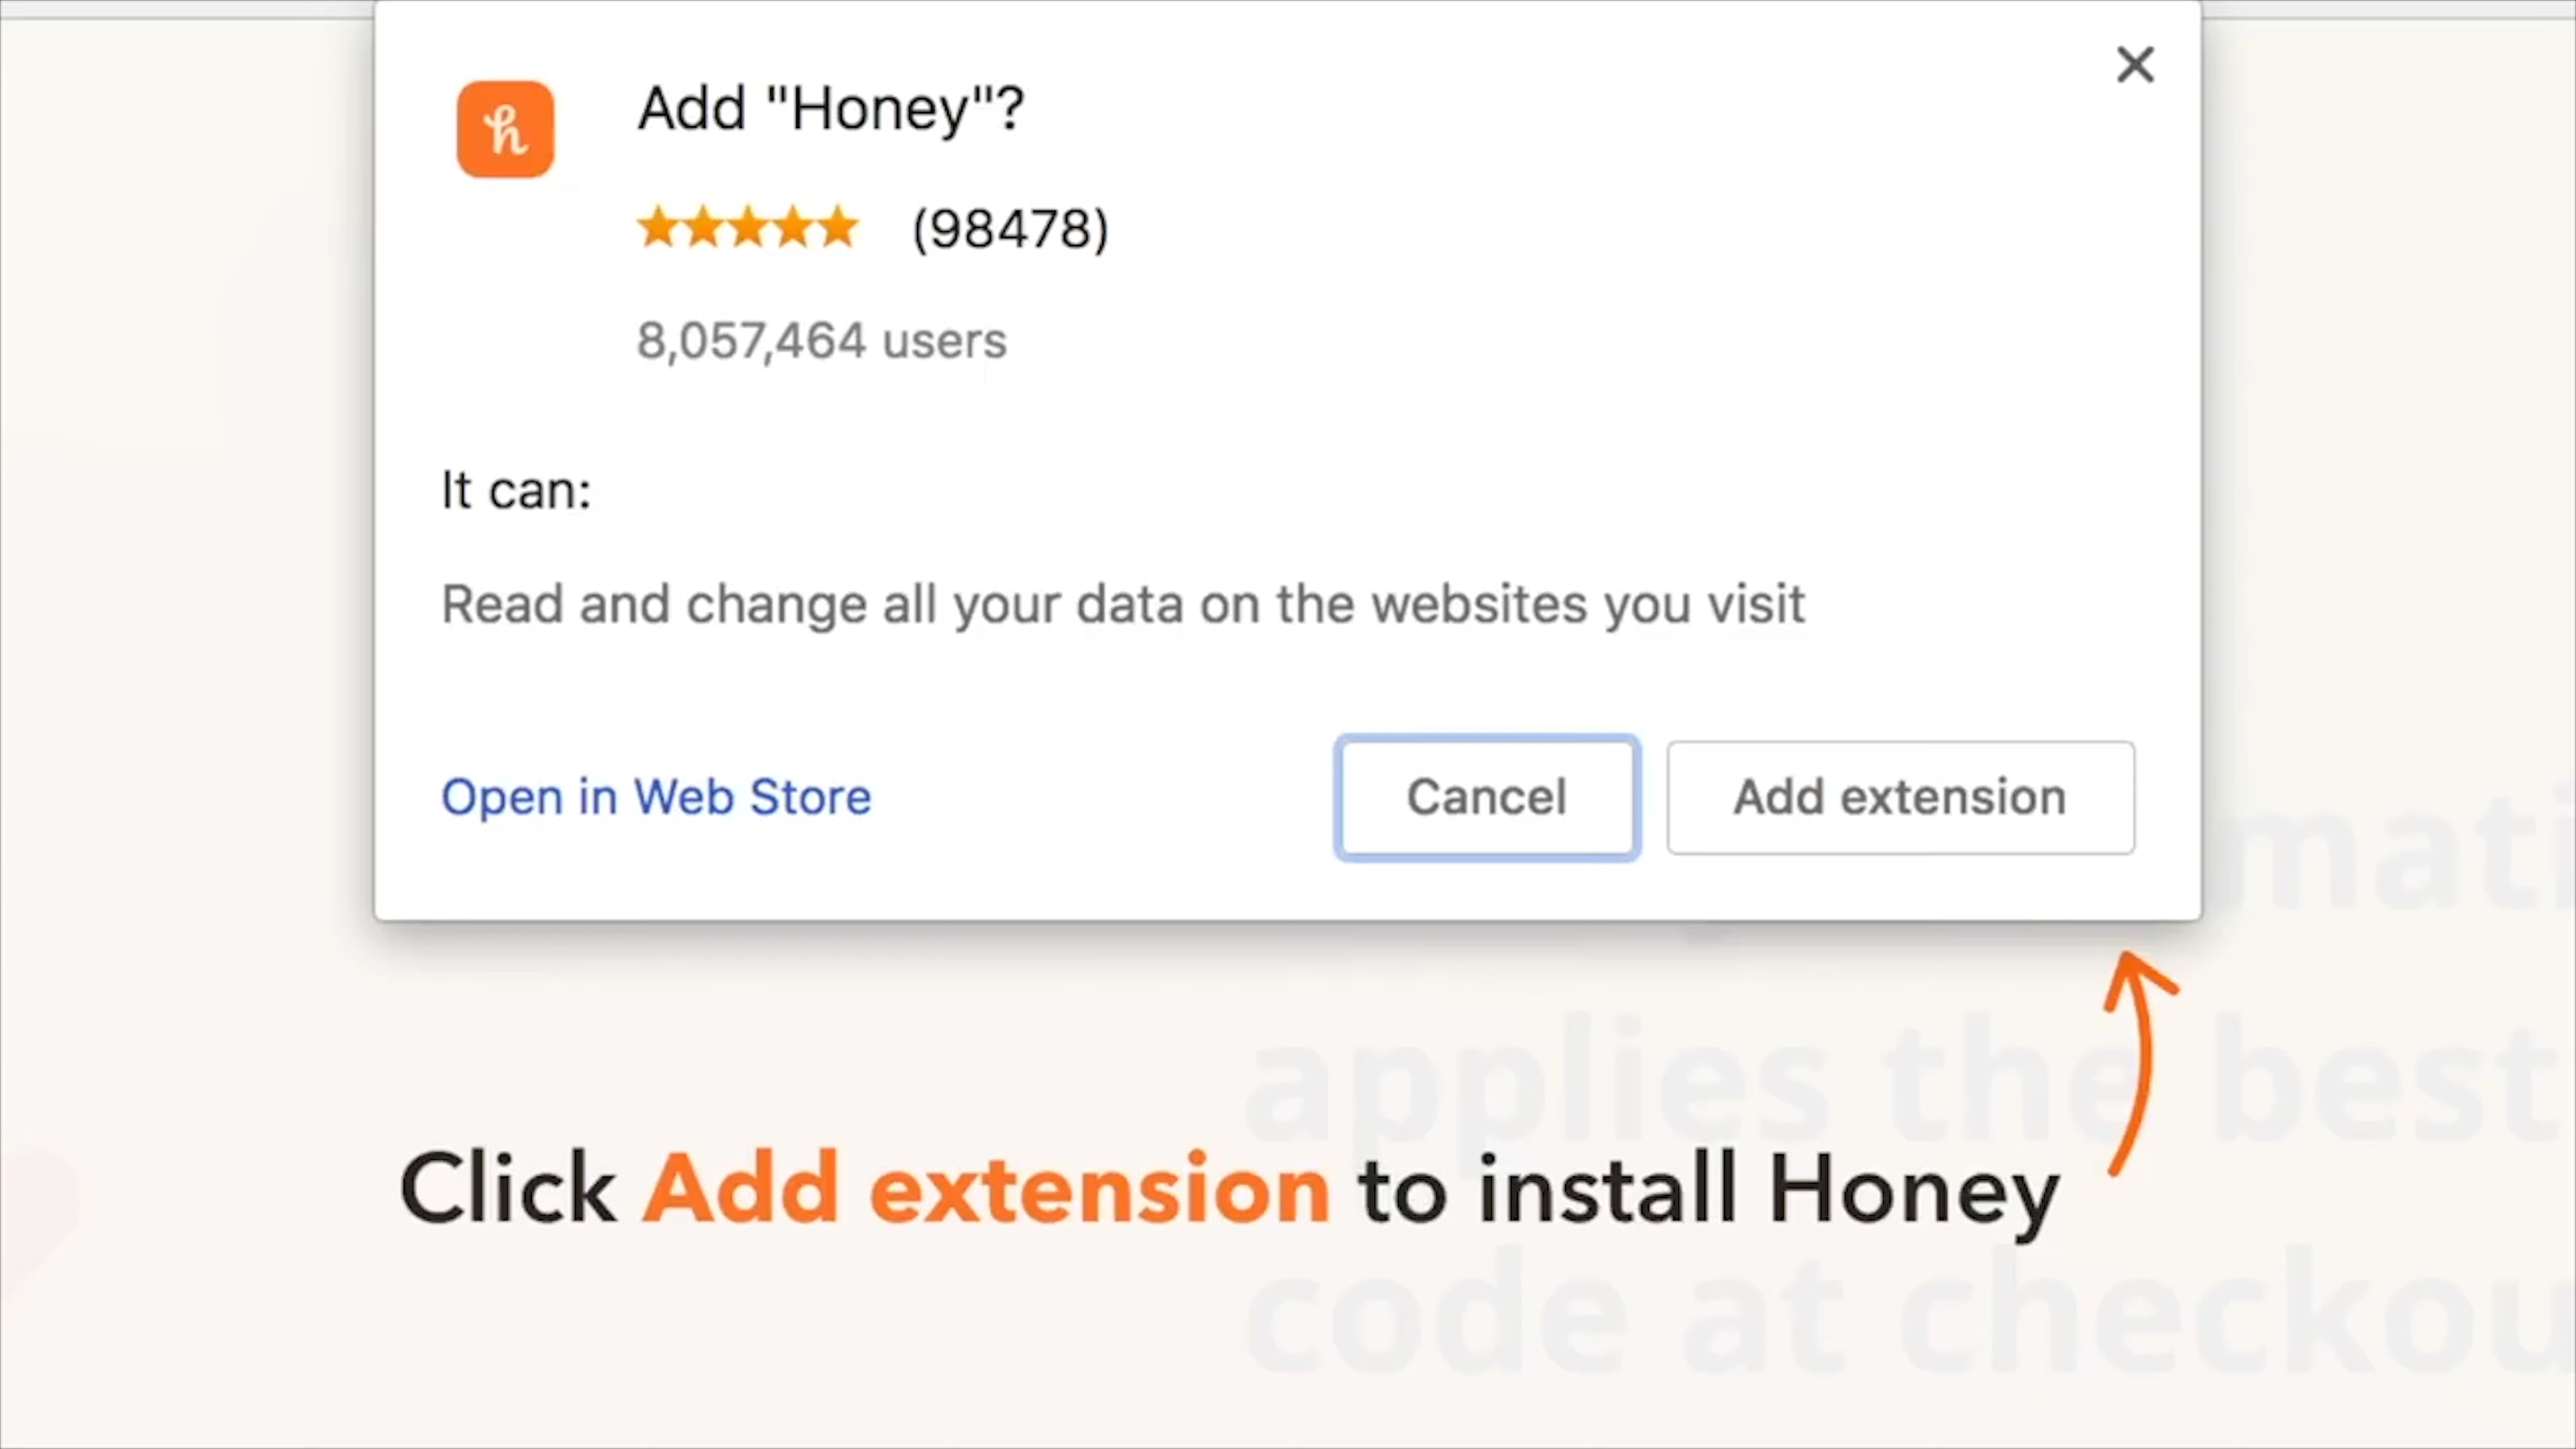 Add "Honey"?
(98478)
8,057,464 users
It can:
Read and change all your data on the websites you visit
Open in Web Store
Cancel
Add extension
applies the best
Click Add extension to install Honey
code at